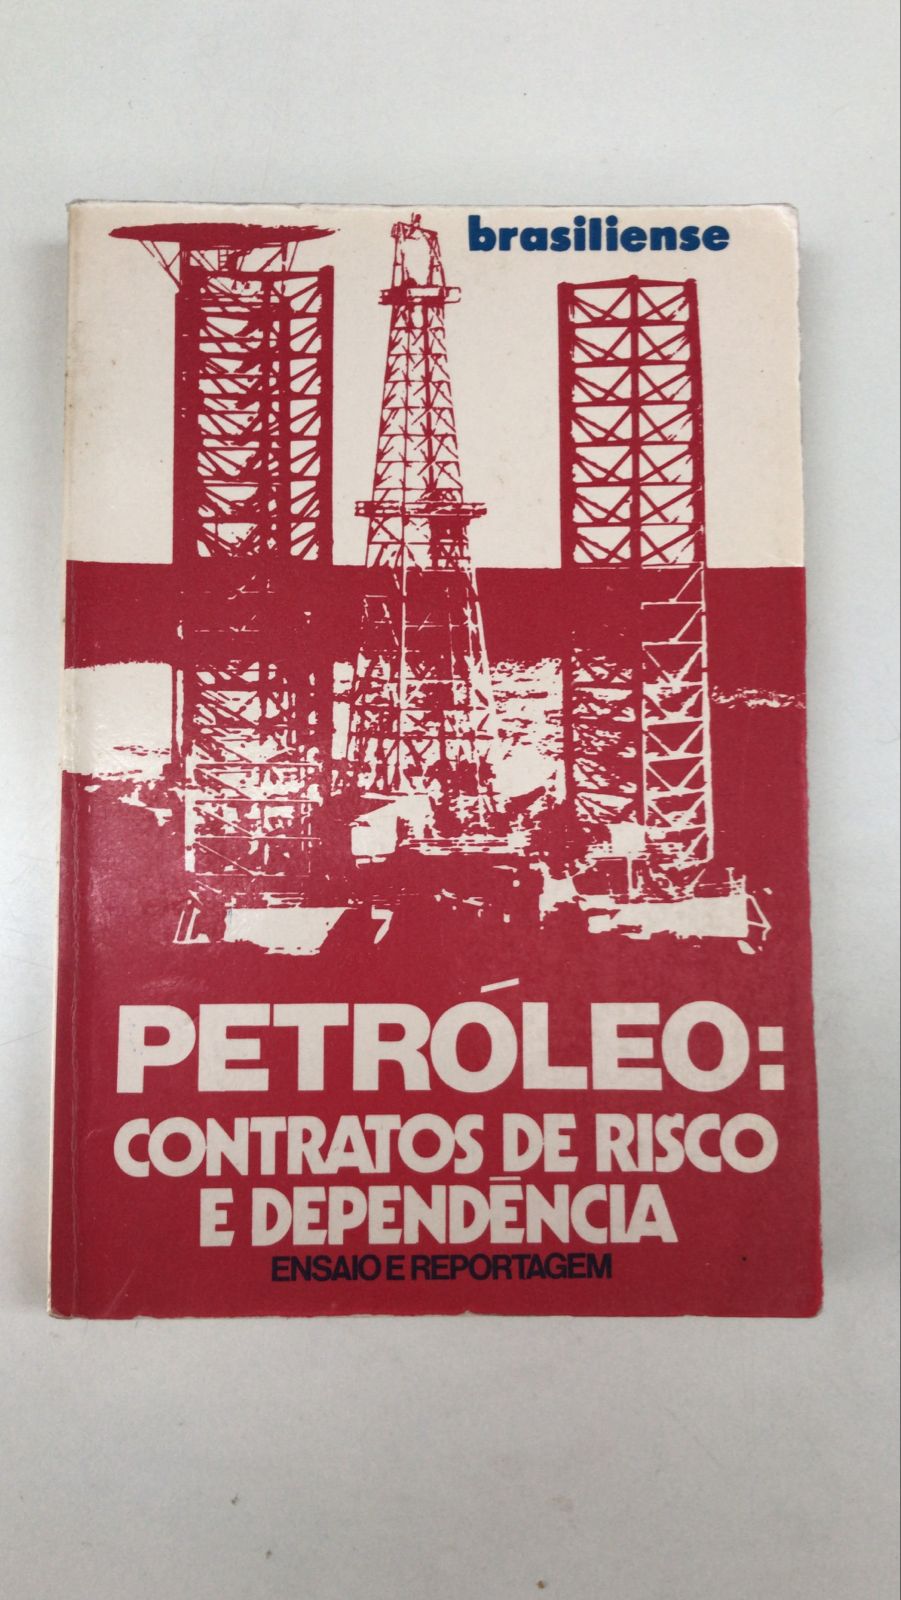 brasiliense
PETRÓLEO:
CONTRATOS DE RISCO
E DEPENDÊNCIA
ENSAIO E REPORTAGEM